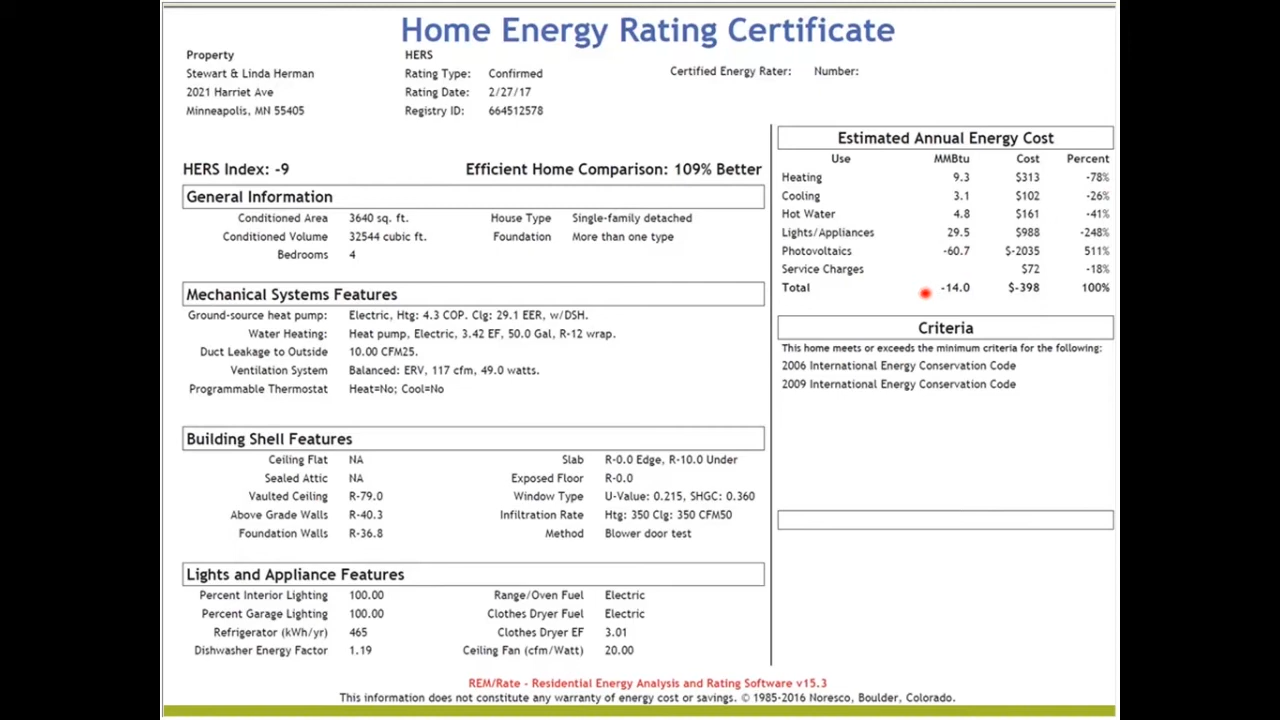 Home Energy Rating Certificate
Property
Stewart & Linda Herman
2021 Harriet Ave
Minneapolis, MN 55405
HERS
Rating Type: Confirmed
Rating Date: 2/27/17
Registry ID: 664512578
Certified Energy Rater: Number:
HERS Index: -9 Efficient Home Comparison: 109% Better
General Information
Conditioned Area 3640 sq. ft. House Type Single-family detached
Conditioned Volume 32544 cubic ft. Foundation More than one type
Bedrooms 4
Mechanical Systems Features
Ground-source heat pump: Electric, Htg: 4.3 COP. Clg: 29.1 EER, w/DSH.
Water Heating: Heat pump, Electric, 3.42 EF, 50.0 Gal, R-12 wrap.
Duct Leakage to Outside 10.00 CFM25.
Ventilation System Balanced: ERV, 117 cfm, 49.0 watts.
Programmable Thermostat Heat=No; Cool=No
Building Shell Features
Ceiling Flat NA Slab R-0.0 Edge, R-10.0 Under
Sealed Attic NA Exposed Floor R-0.0
Vaulted Ceiling R-79.0 Window Type U-Value: 0.215, SHGC: 0.360
Above Grade Walls R-40.3 Infiltration Rate Htg: 350 Clg: 350 CFM50
Foundation Walls R-36.8 Method Blower door test
Lights and Appliance Features
Percent Interior Lighting 100.00 Range/Oven Fuel Electric
Percent Garage Lighting 100.00 Clothes Dryer Fuel Electric
Refrigerator (kWh/yr) 465 Clothes Dryer EF 3.01
Dishwasher Energy Factor 1.19 Ceiling Fan (cfm/Watt) 20.00
Estimated Annual Energy Cost
Use MMBtu Cost Percent
Heating 9.3 $313 -78%
Cooling 3.1 $102 -26%
Hot Water 4.8 $161 -41%
Lights/Appliances 29.5 $988 -248%
Photovoltaics -60.7 $-2035 511%
Service Charges $72 -18%
Total -14.0 $-398 100%
Criteria
This home meets or exceeds the minimum criteria for the following:
2006 International Energy Conservation Code
2009 International Energy Conservation Code
REM/Rate - Residential Energy Analysis and Rating Software v15.3
This information does not constitute any warranty of energy cost or savings. © 1985-2016 Noresco, Boulder, Colorado.